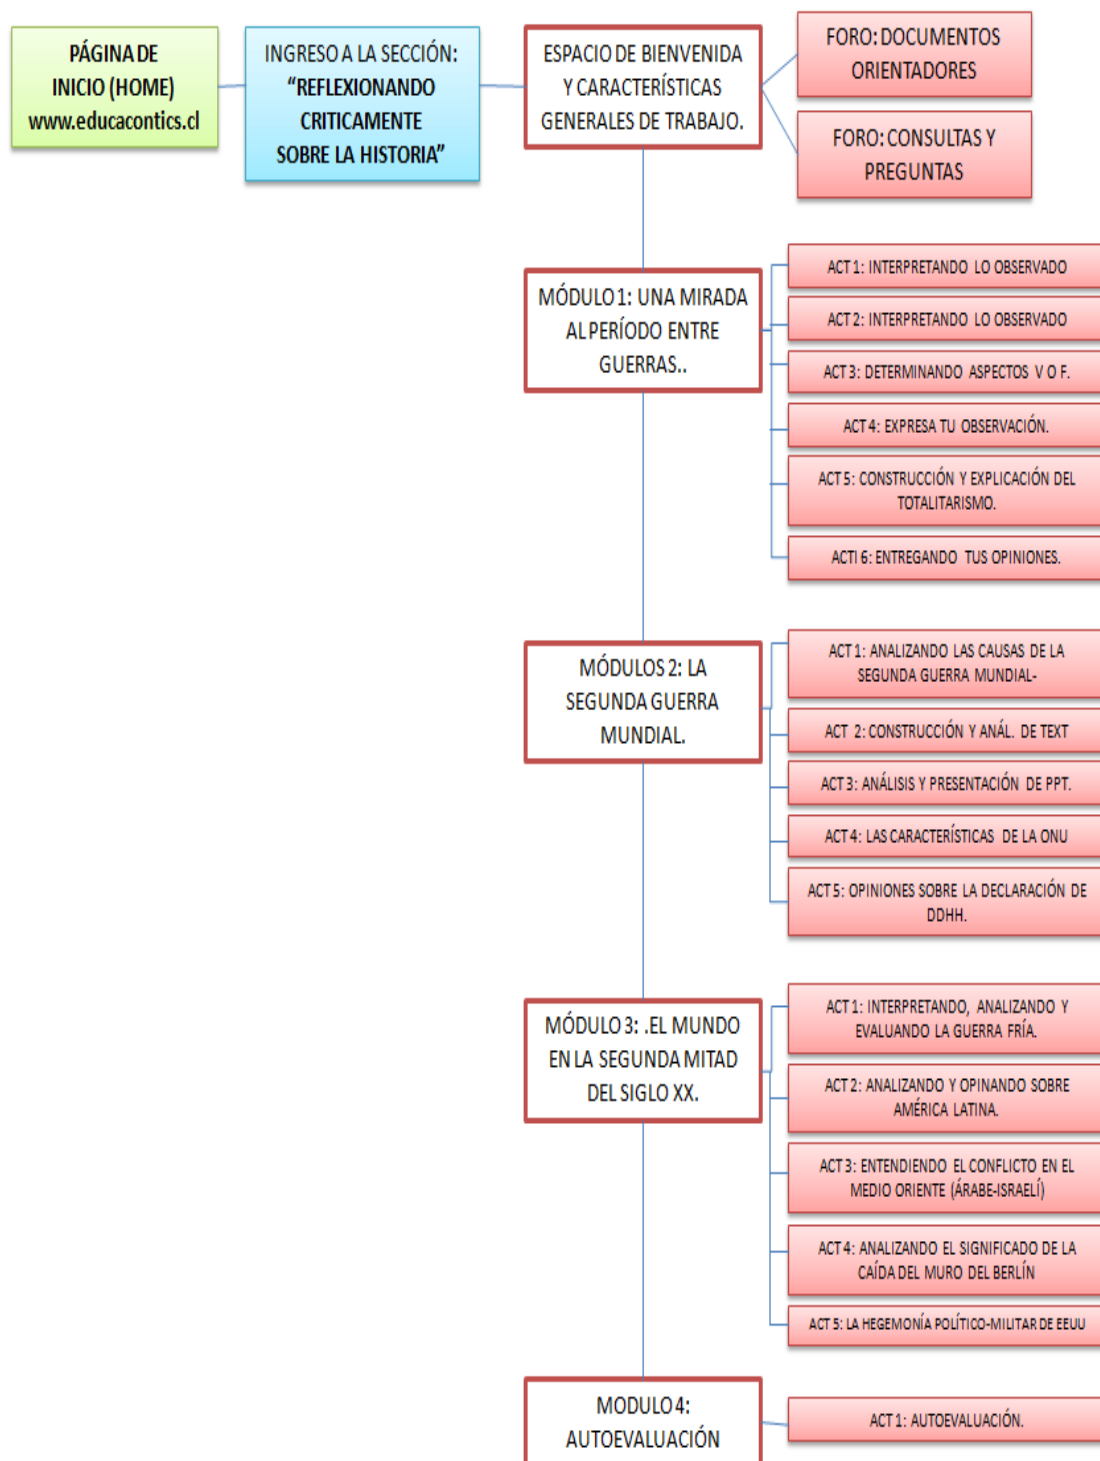 PÁGINA DE
INICIO (HOME)
www.educacontics.cl
INGRESO A LA SECCIÓN:
“REFLEXIONANDO
CRITICAMENTE
SOBRE LA HISTORIA”
ESPACIO DE BIENVENIDA
Y CARACTERÍSTICAS
GENERALES DE TRABAJO.
FORO: DOCUMENTOS
ORIENTADORES
FORO: CONSULTAS Y
PREGUNTAS
MÓDULO 1: UNA MIRADA
AL PERÍODO ENTRE
GUERRAS..
ACT 1: INTERPRETANDO LO OBSERVADO
ACT 2: INTERPRETANDO LO OBSERVADO
ACT 3: DETERMINANDO ASPECTOS V O F.
ACT 4: EXPRESA TU OBSERVACIÓN.
ACT 5: CONSTRUCCIÓN Y EXPLICACIÓN DEL
TOTALITARISMO.
ACTI 6: ENTREGANDO TUS OPINIONES.
MÓDULOS 2: LA
SEGUNDA GUERRA
MUNDIAL.
ACT 1: ANALIZANDO LAS CAUSAS DE LA
SEGUNDA GUERRA MUNDIAL-
ACT 2: CONSTRUCCIÓN Y ANÁL. DE TEXT
ACT 3: ANÁLISIS Y PRESENTACIÓN DE PPT.
ACT 4: LAS CARACTERÍSTICAS DE LA ONU
ACT 5: OPINIONES SOBRE LA DECLARACIÓN DE
DDHH.
MÓDULO 3: .EL MUNDO
EN LA SEGUNDA MITAD
DEL SIGLO XX.
ACT 1: INTERPRETANDO, ANALIZANDO Y
EVALUANDO LA GUERRA FRÍA.
ACT 2: ANALIZANDO Y OPINANDO SOBRE
AMÉRICA LATINA.
ACT 3: ENTENDIENDO EL CONFLICTO EN EL
MEDIO ORIENTE (ÁRABE-ISRAELÍ)
ACT 4: ANALIZANDO EL SIGNIFICADO DE LA
CAÍDA DEL MURO DEL BERLÍN
ACT 5: LA HEGEMONÍA POLÍTICO-MILITAR DE EEUU
MODULO 4:
AUTOEVALUACIÓN
ACT 1: AUTOEVALUACIÓN.